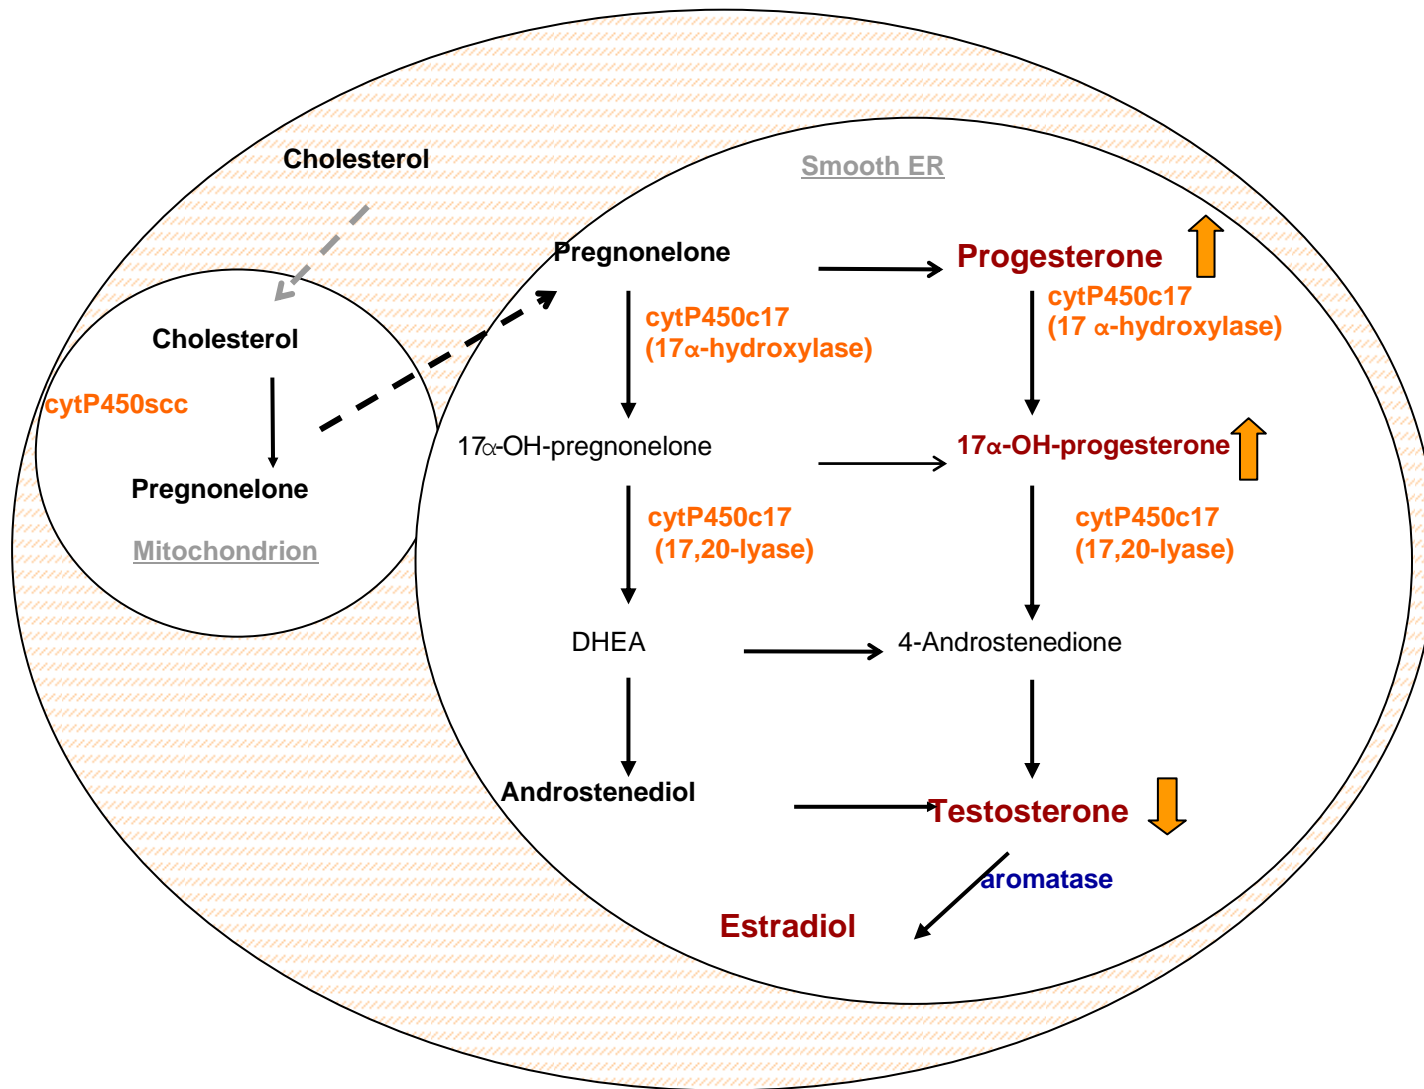 Cholesterol
Smooth ER
Pregnonelone
Progesterone
cytP450c17
(17α-hydroxylase)
cytP450c17
(17 α-hydroxylase)
Cholesterol
cytP450scc
Pregnonelone
Mitochondrion
17α-OH-pregnonelone
17α-OH-progesterone
cytP450c17
(17,20-lyase)
cytP450c17
(17,20-lyase)
DHEA
4-Androstenedione
Androstenediol
Testosterone
aromatase
Estradiol